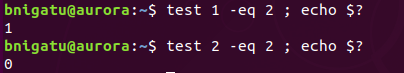 bnigatu@aurora:~$ test 1 -eq 2 ; echo $?
1
bnigatu@aurora:~$ test 2 -eq 2 ; echo $?
0